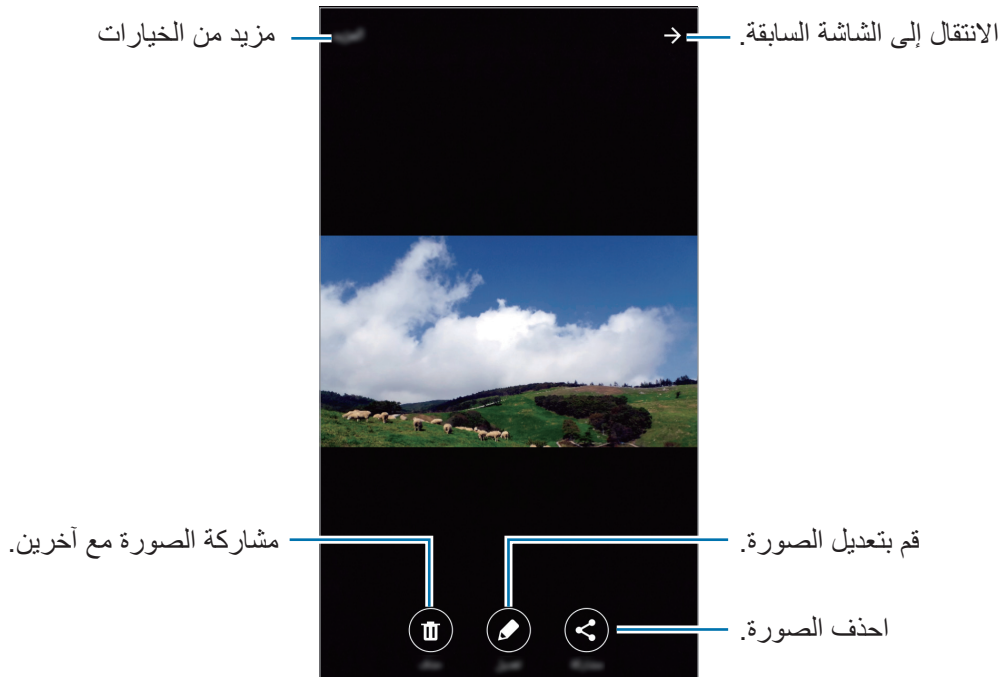 الانتقال إلى الشاشة السابقة.
مزيد من الخيارات
قم بتعديل الصورة.
مشاركة الصورة مع آخرين.
احذف الصورة.